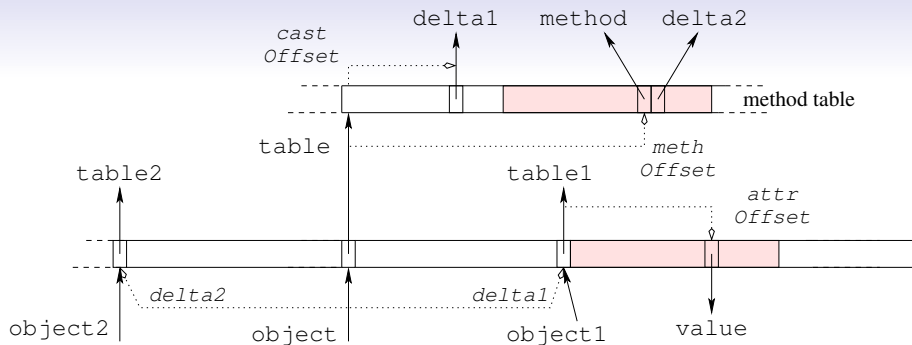 delta1 method delta2
cast
Offset
method table
table
meth
Offset
table2 table1
attr
Offset
delta2 delta1
object2 object object1 value